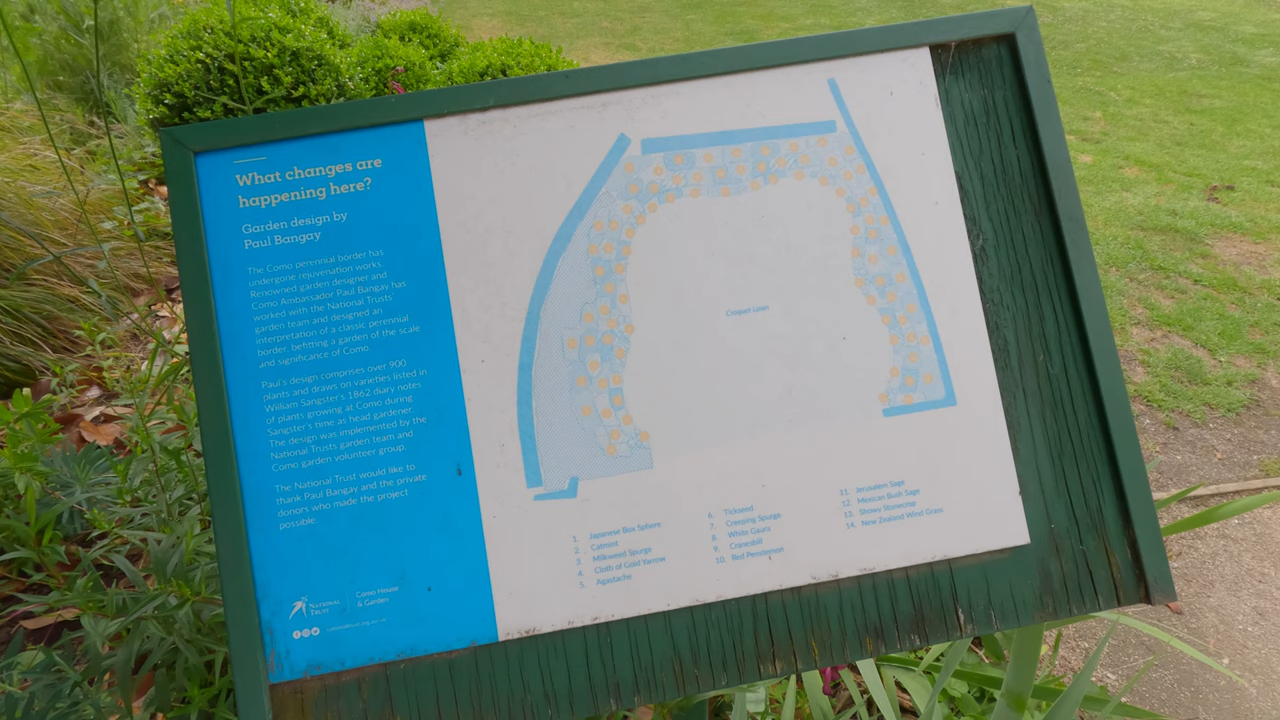 What changes are
happening here?
Garden design by
Paul Bangay
The Como perennial border has
undergone rejuvenation works.
Renowned garden designer and
Como Ambassador Paul Bangay has
worked with the National Trusts'
garden team and designed an
interpretation of a classic perennial
border, befitting a garden of the scale
and significance of Como.
Paul's design comprises over 900
plants and draws on varieties listed in
William Sangster's 1862 diary notes
of plants growing at Como during
Sangster's time as head gardener.
The design was implemented by the
National Trusts garden team and
Como garden volunteer group.
The National Trust would like to
thank Paul Bangay and the private
donors who made the project
possible.
National
Trust
Como House
& Garden
nationaltrust.org.au
Croquet Lawn
1. Japanese Box Sphere
2. Catmint
3. Milkweed Spurge
4. Cloth of Gold Yarrow
5. Agastache
6. Tickseed
7. Creeping Spurge
8. White Gaura
9. Cranesbill
10. Red Penstemon
11. Jerusalem Sage
12. Mexican Bush Sage
13. Showy Stonecrop
14. New Zealand Wind Grass